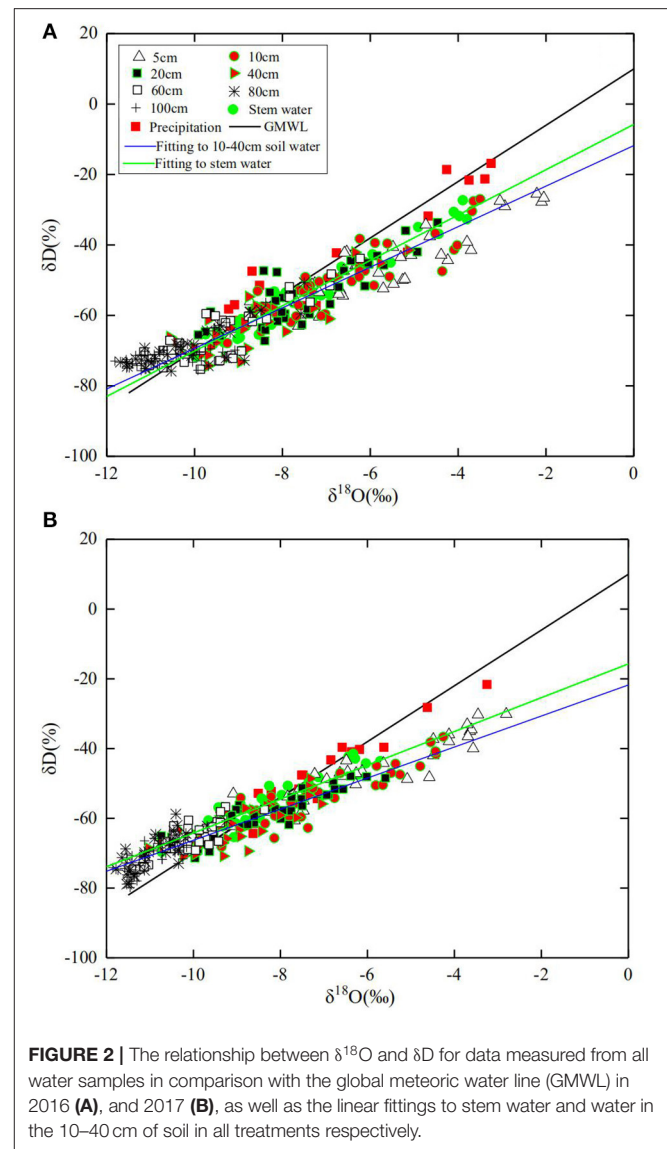 A
△ 5cm
10cm
20cm
40cm
60cm
80cm
100cm
Stem water
Precipitation
GMWL
Fitting to 10-40cm soil water
Fitting to stem water
20
0
-20
-40
-60
-80
-100
δD(%)
-12 -10 -8 -6 -4 -2 0
δ¹⁸O(‰)
B
20
0
-20
-40
-60
-80
-100
δD(%)
-12 -10 -8 -6 -4 -2 0
δ¹⁸O(‰)
FIGURE 2 | The relationship between δ¹⁸O and δD for data measured from all
water samples in comparison with the global meteoric water line (GMWL) in
2016 (A), and 2017 (B), as well as the linear fittings to stem water and water in
the 10–40 cm of soil in all treatments respectively.